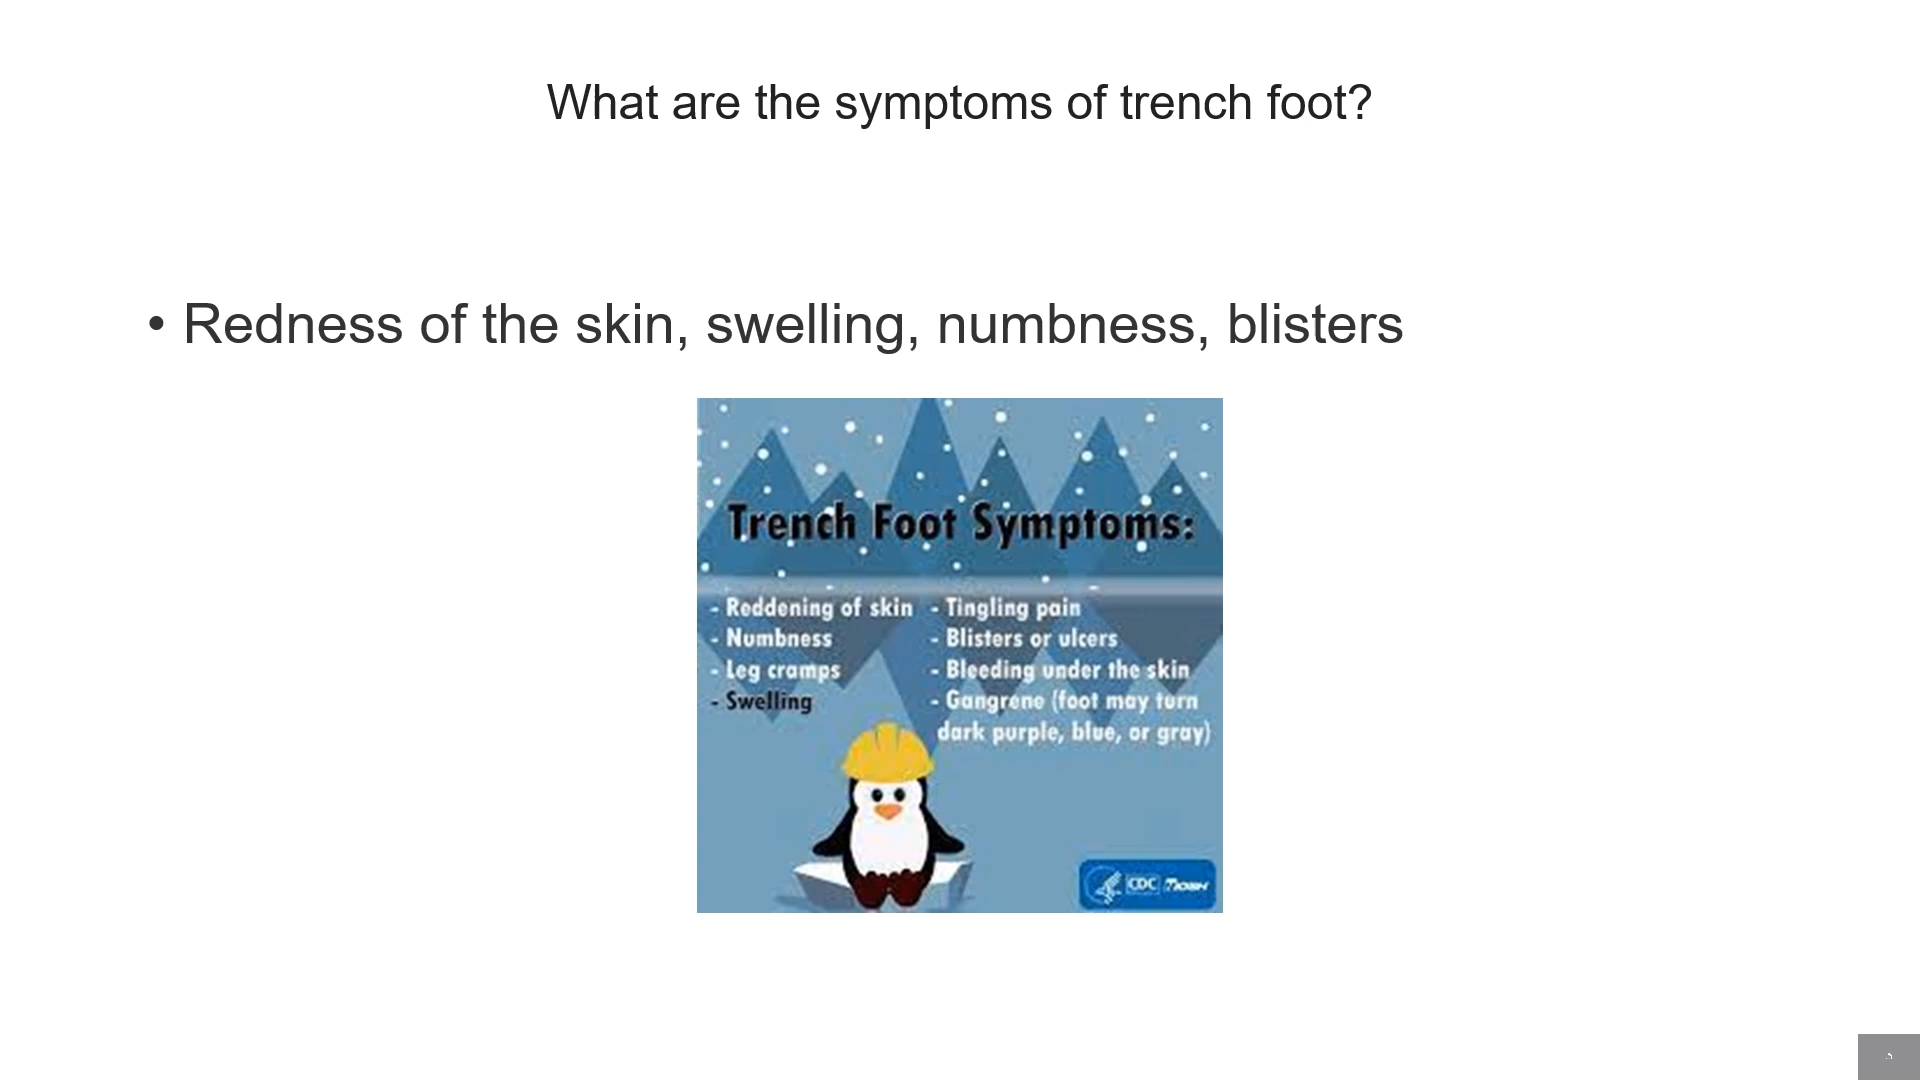 What are the symptoms of trench foot?
• Redness of the skin, swelling, numbness, blisters
Trench Foot Symptoms:
- Reddening of skin
- Numbness
- Leg cramps
- Swelling
- Tingling pain
- Blisters or ulcers
- Bleeding under the skin
- Gangrene (foot may turn
dark purple, blue, or gray)
CDC NIOSH